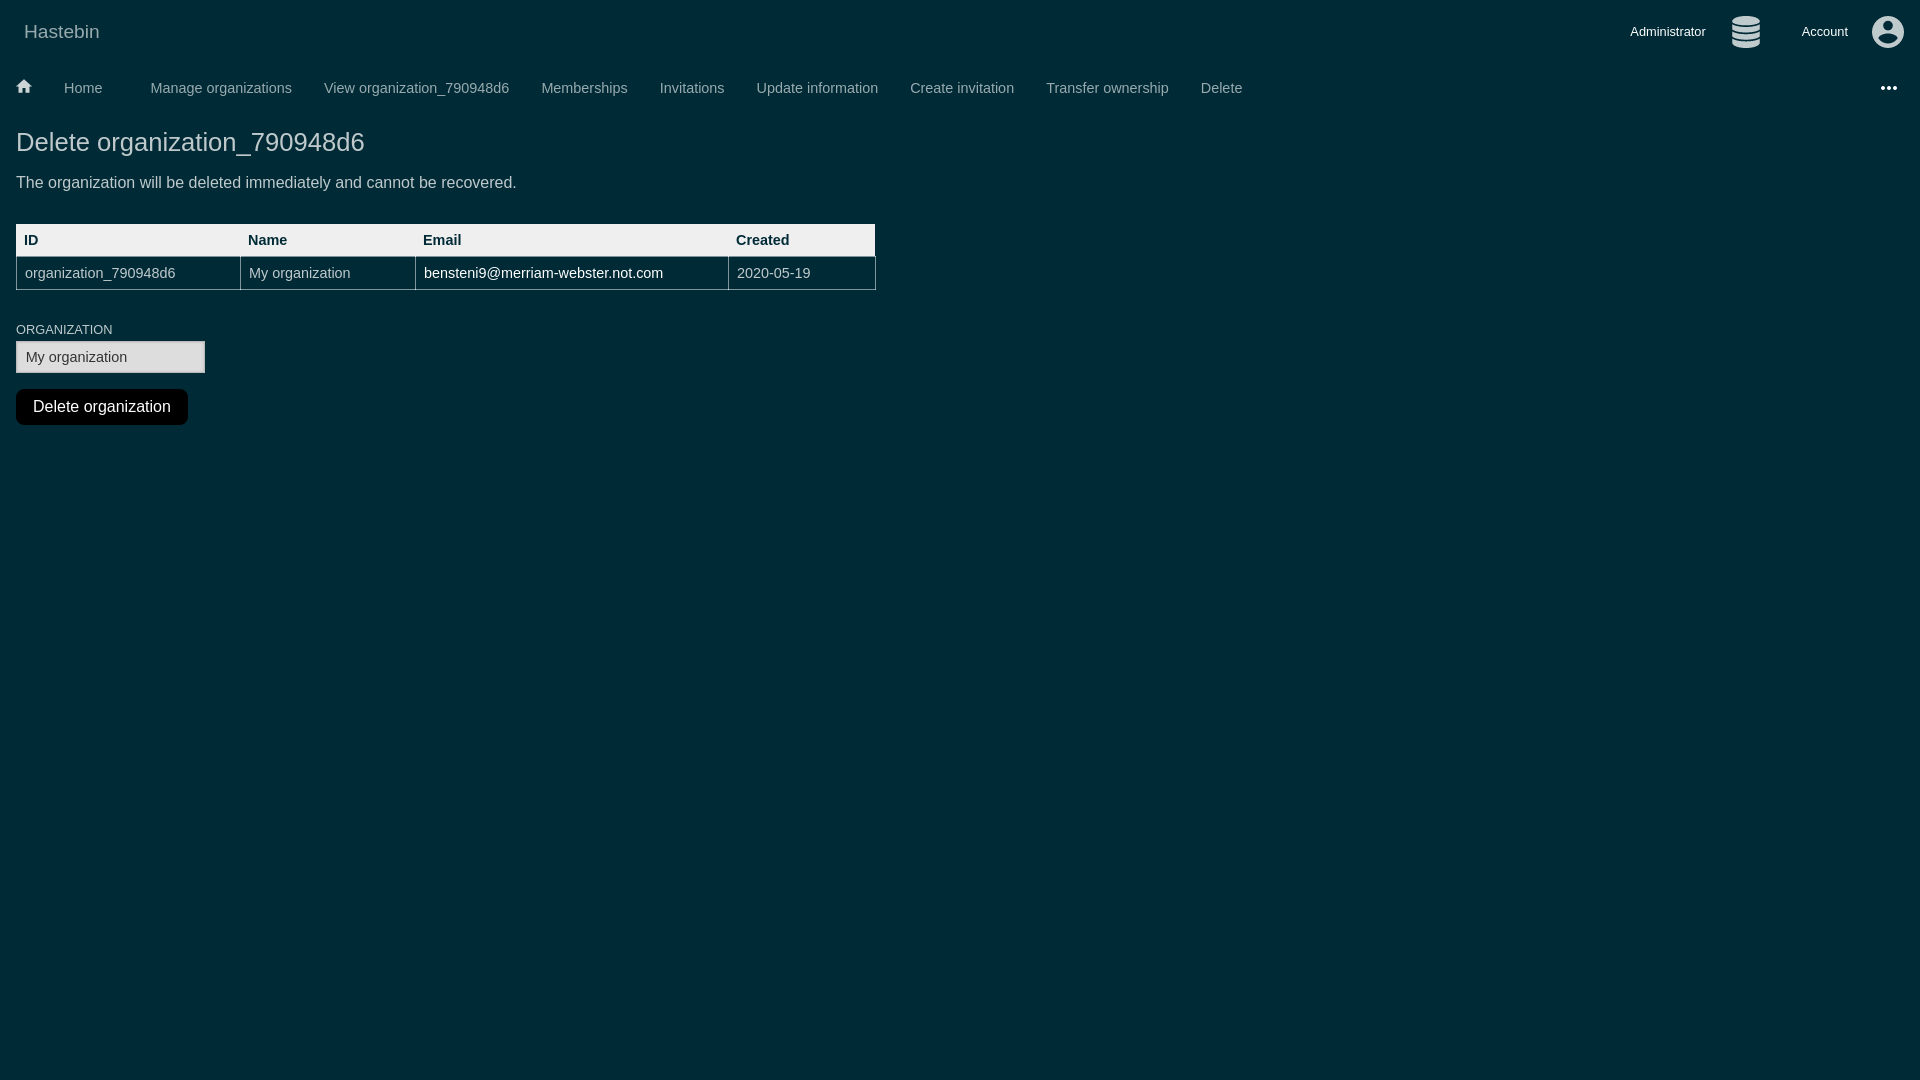 Hastebin
Administrator
Account
Home
Manage organizations
View organization_790948d6
Memberships
Invitations
Update information
Create invitation
Transfer ownership
Delete
Delete organization_790948d6
The organization will be deleted immediately and cannot be recovered.
ID Name Email Created
organization_790948d6 My organization bensteni9@merriam-webster.not.com 2020-05-19
ORGANIZATION
My organization
Delete organization